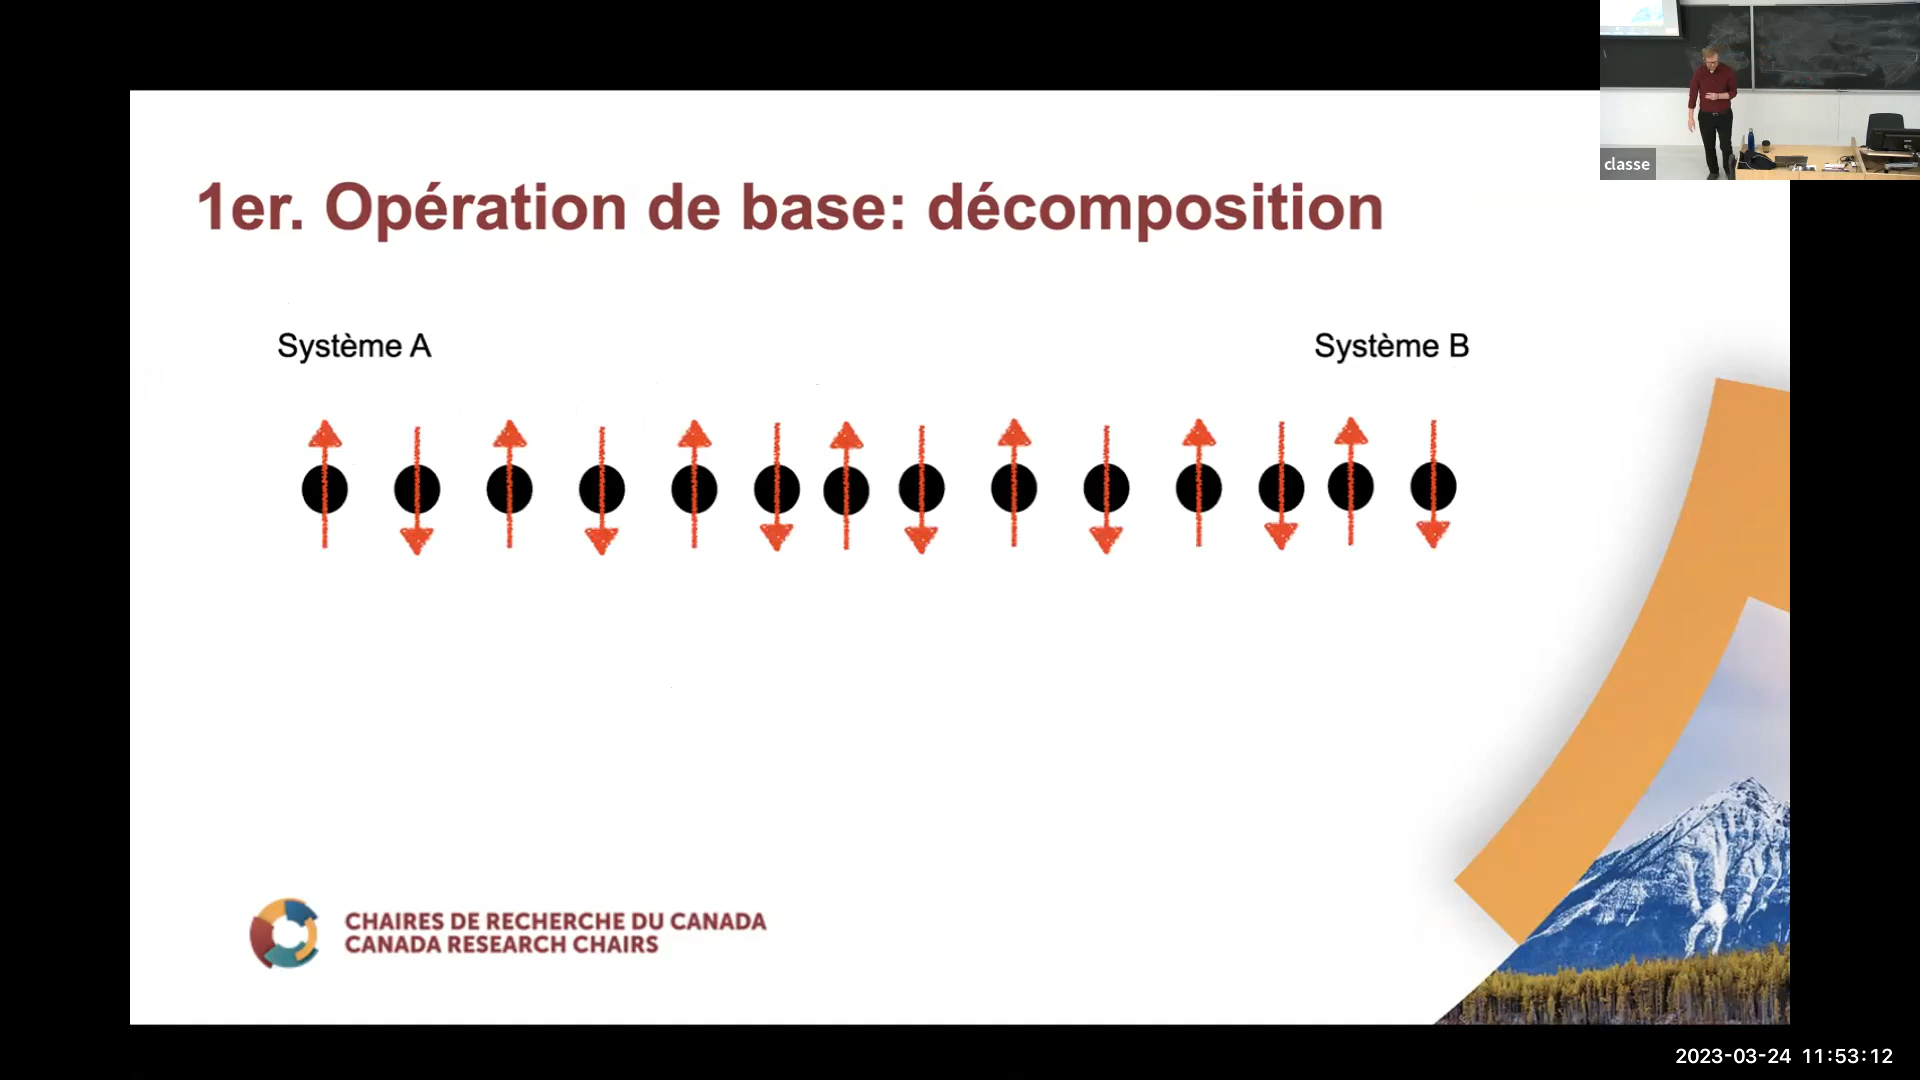 classe
1er. Opération de base: décomposition
Système A
Système B
CHAIRES DE RECHERCHE DU CANADA
CANADA RESEARCH CHAIRS
2023-03-24 11:53:12